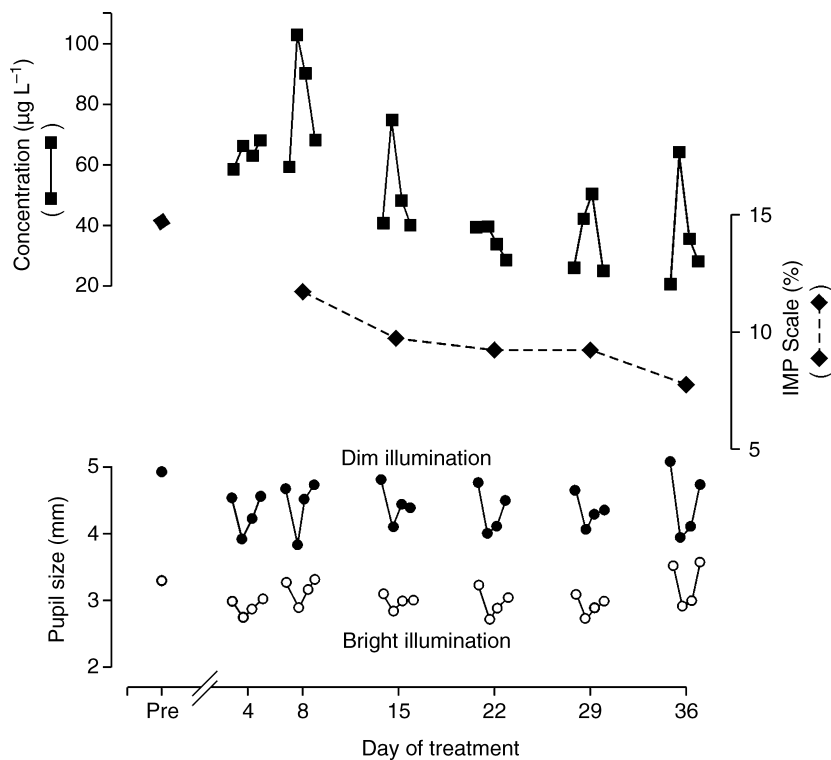 Concentration (µg L⁻¹)
( )
100
80
60
40
20
15
10
5
IMP Scale (%)
( )
Dim illumination
Pupil size (mm)
5
4
3
2
Bright illumination
Pre 4 8 15 22 29 36
Day of treatment